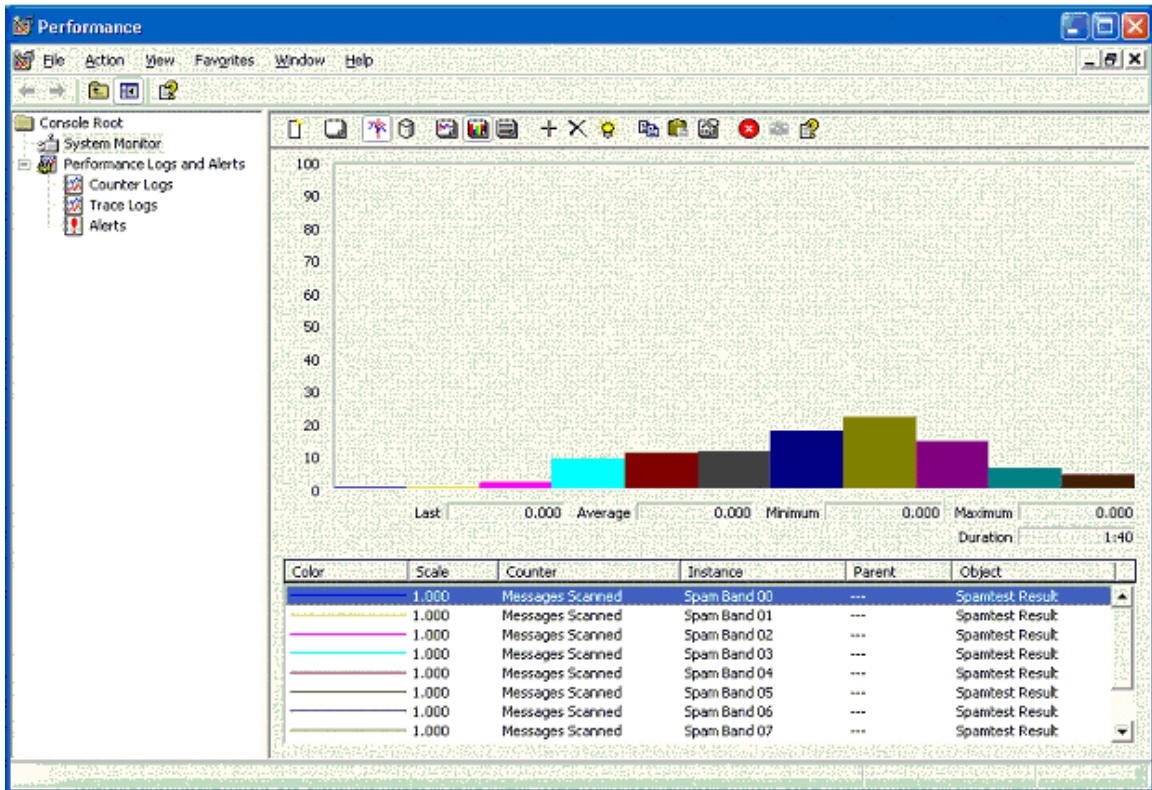 Performance
File Action View Favorites Window Help
Console Root
System Monitor
Performance Logs and Alerts
Counter Logs
Trace Logs
Alerts
100
90
80
70
60
50
40
30
20
10
0
Last 0.000 Average 0.000 Minimum 0.000 Maximum 0.000
Duration 1:40
Color Scale Counter Instance Parent Object
1.000 Messages Scanned Spam Band 00 --- Spamtest Result
1.000 Messages Scanned Spam Band 01 --- Spamtest Result
1.000 Messages Scanned Spam Band 02 --- Spamtest Result
1.000 Messages Scanned Spam Band 03 --- Spamtest Result
1.000 Messages Scanned Spam Band 04 --- Spamtest Result
1.000 Messages Scanned Spam Band 05 --- Spamtest Result
1.000 Messages Scanned Spam Band 06 --- Spamtest Result
1.000 Messages Scanned Spam Band 07 --- Spamtest Result